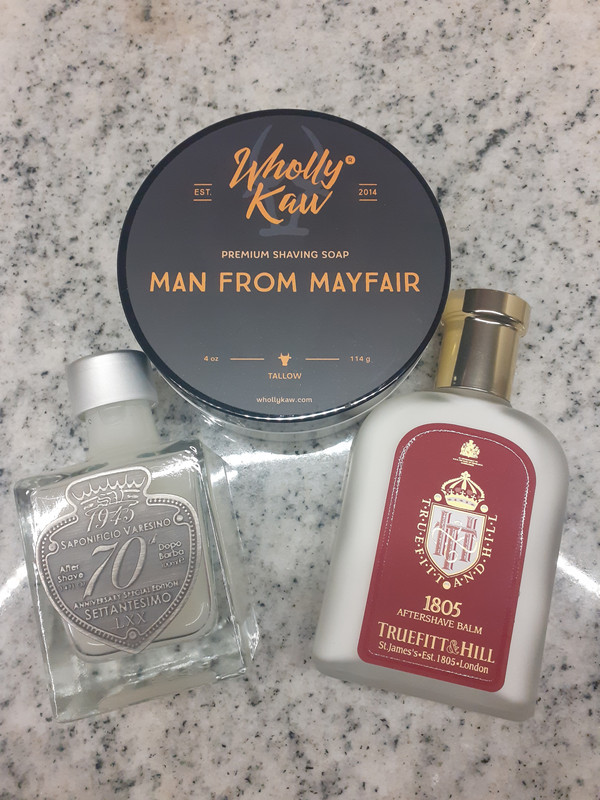 Wholly
Kaw
EST. 2014
PREMIUM SHAVING SOAP
MAN FROM MAYFAIR
4 oz 114 g
TALLOW
whollykaw.com
1945
SAPONIFICIO VARESINO
After
Shave
70°
Dopo
Barba
ANNIVERSARY SPECIAL EDITION
SETTANTESIMO
LXX
TRUEFITT AND HILL
1805
AFTERSHAVE BALM
TRUEFITT&HILL
St.James's•Est.1805•London